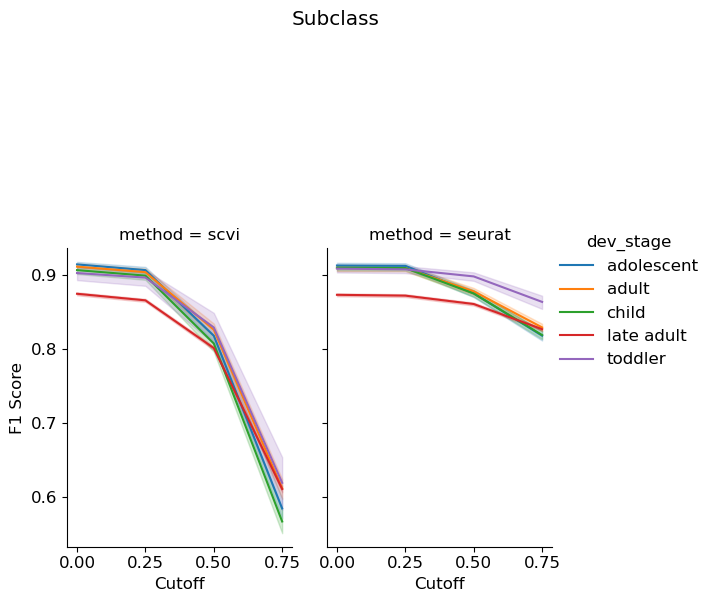 Subclass
method = scvi
method = seurat
dev_stage
adolescent
adult
child
late adult
toddler
F1 Score
0.9
0.8
0.7
0.6
0.00 0.25 0.50 0.75
0.00 0.25 0.50 0.75
Cutoff
Cutoff